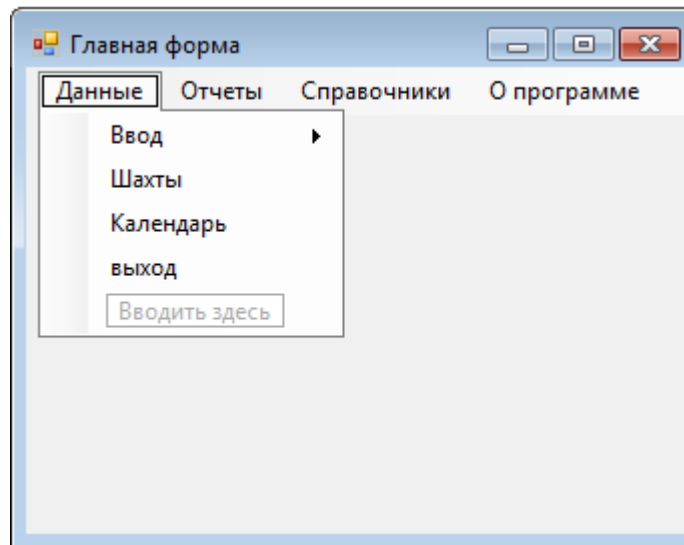 Главная форма
Данные Отчеты Справочники О программе
Ввод
Шахты
Календарь
выход
Вводить здесь